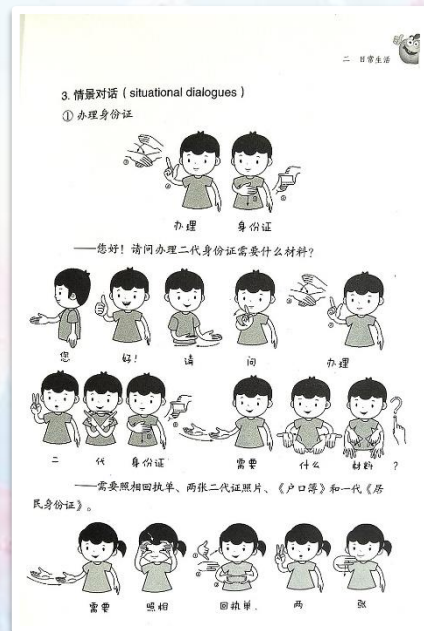 二 日常生活
3. 情景对话（situational dialogues）
① 办理身份证
办理 身份证
——您好！请问办理二代身份证需要什么材料？
您 好！ 请 问 办理
二 代 身份证 需要 什么 材料 ？
——需要照相回执单、两张二代证照片、《户口簿》和一代《居
民身份证》。
需要 照相 回执单、 两 张